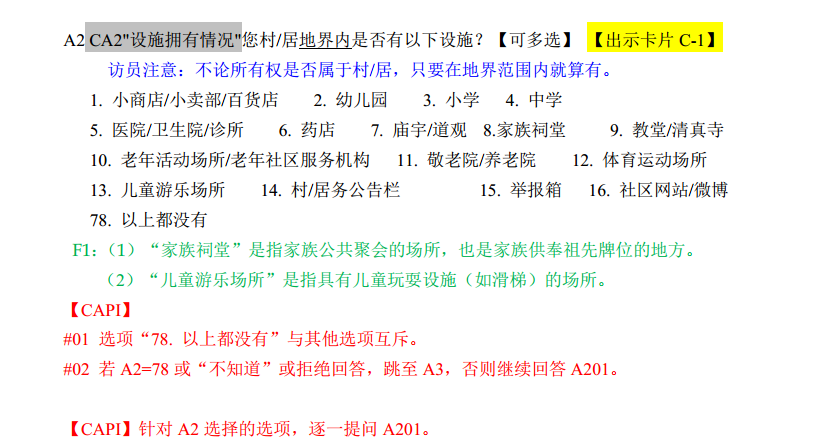 A2 CA2"设施拥有情况"您村/居地界内是否有以下设施？【可多选】 【出示卡片 C-1】
访员注意：不论所有权是否属于村/居，只要在地界范围内就算有。
1. 小商店/小卖部/百货店 2. 幼儿园 3. 小学 4. 中学
5. 医院/卫生院/诊所 6. 药店 7. 庙宇/道观 8.家族祠堂 9. 教堂/清真寺
10. 老年活动场所/老年社区服务机构 11. 敬老院/养老院 12. 体育运动场所
13. 儿童游乐场所 14. 村/居务公告栏 15. 举报箱 16. 社区网站/微博
78. 以上都没有
F1：（1）“家族祠堂”是指家族公共聚会的场所，也是家族供奉祖先牌位的地方。
（2）“儿童游乐场所”是指具有儿童玩耍设施（如滑梯）的场所。
【CAPI】
#01 选项“78. 以上都没有”与其他选项互斥。
#02 若 A2=78 或“不知道”或拒绝回答，跳至 A3，否则继续回答 A201。
【CAPI】针对 A2 选择的选项，逐一提问 A201。